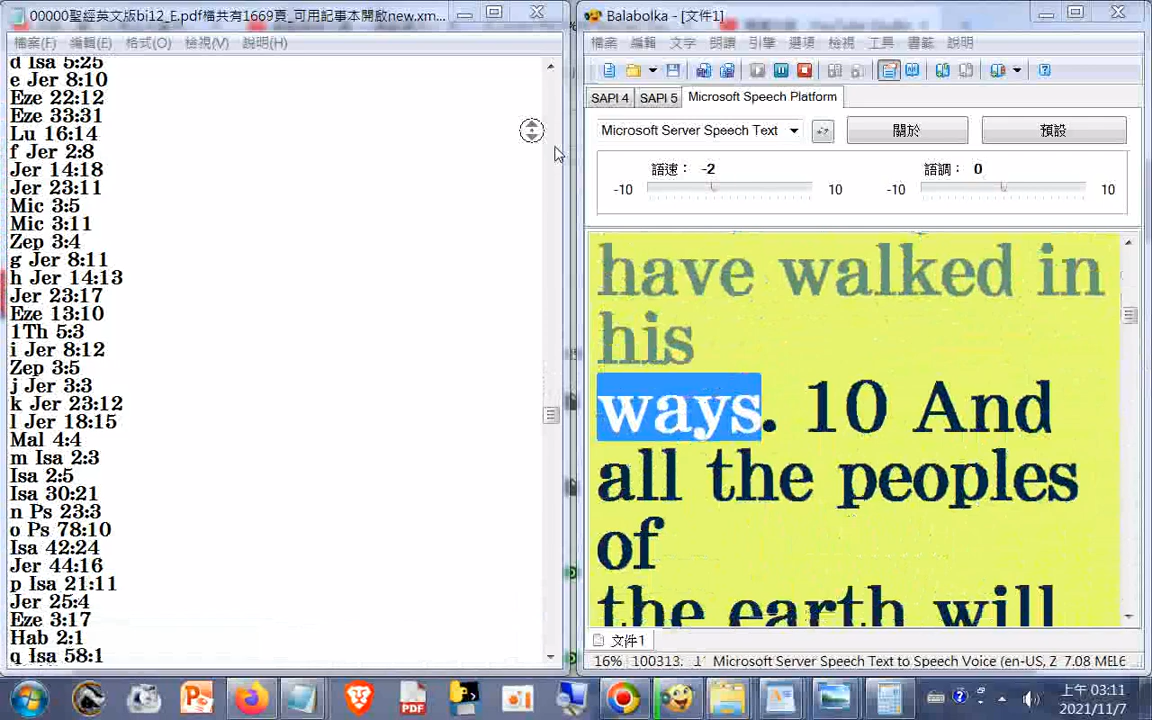 00000聖經英文版bi12_E.pdf檔共有1669頁_可用記事本開啟new.xm...
檔案(F) 編輯(E) 格式(O) 檢視(V) 說明(H)
d Isa 5:25
e Jer 8:10
Eze 22:12
Eze 33:31
Lu 16:14
f Jer 2:8
Jer 14:18
Jer 23:11
Mic 3:5
Mic 3:11
Zep 3:4
g Jer 8:11
h Jer 14:13
Jer 23:17
Eze 13:10
1Th 5:3
i Jer 8:12
Zep 3:5
j Jer 3:3
k Jer 23:12
l Jer 18:15
Mal 4:4
m Isa 2:3
Isa 2:5
Isa 30:21
n Ps 23:3
o Ps 78:10
Isa 42:24
Jer 44:16
p Isa 21:11
Jer 25:4
Eze 3:17
Hab 2:1
q Isa 58:1
Balabolka - [文件1]
檔案 編輯 文字 朗讀 引擎 選項 檢視 工具 書籤 說明
SAPI 4 SAPI 5 Microsoft Speech Platform
Microsoft Server Speech Text 關於 預設
語速： -2 語調： 0
-10 10 -10 10
have walked in
his
ways. 10 And
all the peoples
of
the earth will
文件1
16% 100313: Microsoft Server Speech Text to Speech Voice (en-US, Z 7.08 МЕБ
PDF
上午 03:11
2021/11/7